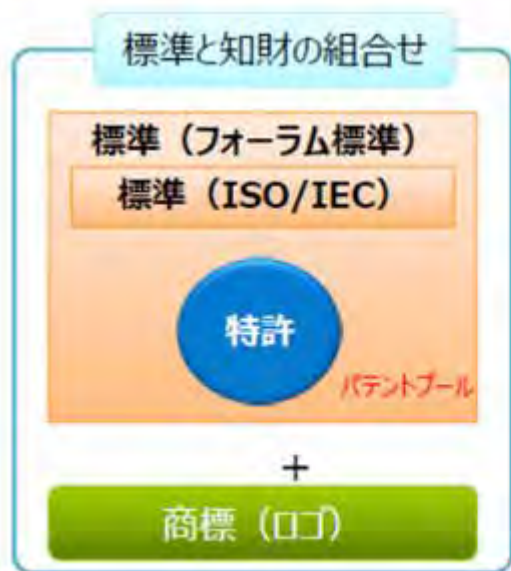 標準と知財の組合せ
標準（フォーラム標準）
標準（ISO/IEC）
特許
パテントプール
+
商標（ロゴ）